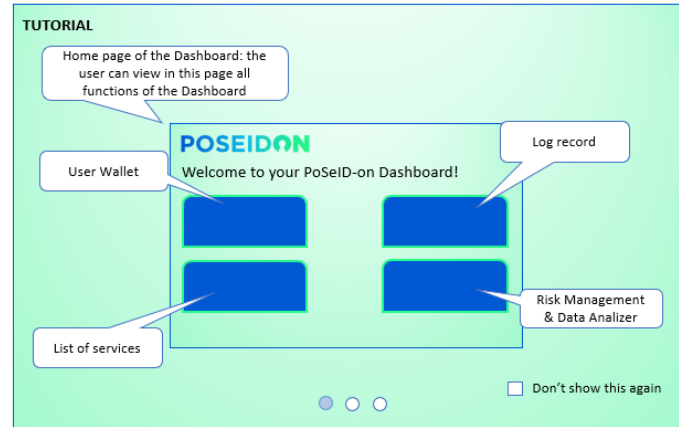 TUTORIAL
Home page of the Dashboard: the
user can view in this page all
functions of the Dashboard
POSEIDON
Log record
User Wallet
Welcome to your PoSeID-on Dashboard!
Risk Management
& Data Analizer
List of services
Don't show this again